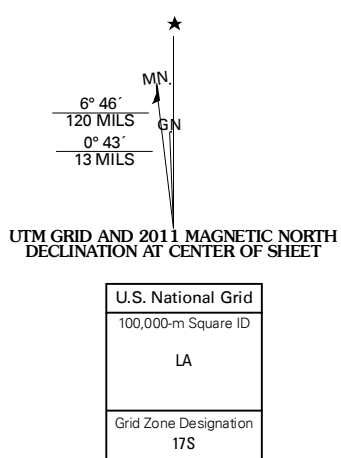 MN.
6° 46´
120 MILS
GN
0° 43´
13 MILS
UTM GRID AND 2011 MAGNETIC NORTH
DECLINATION AT CENTER OF SHEET
U.S. National Grid
100,000-m Square ID
LA
Grid Zone Designation
17S